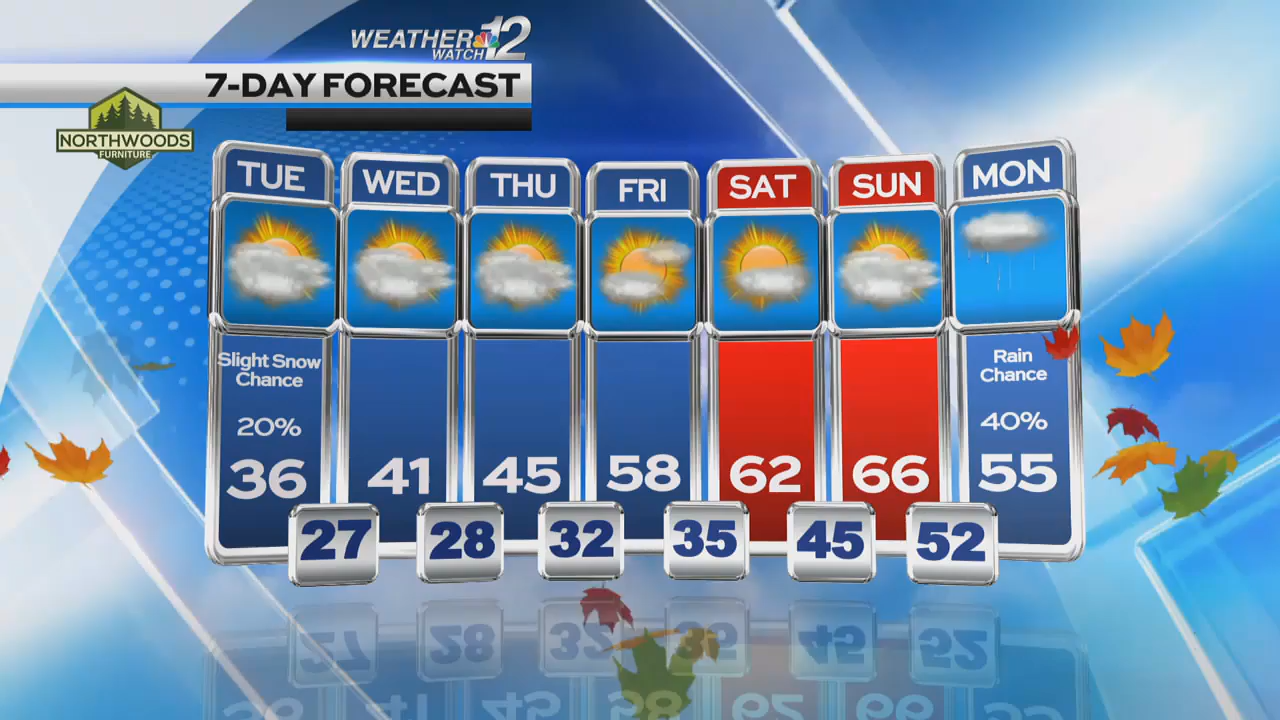 WEATHER 12
WATCH
7-DAY FORECAST
NORTHWOODS
FURNITURE
TUE WED THU FRI SAT SUN MON
Slight Snow
Chance
20%
Rain
Chance
40%
36 41 45 58 62 66 55
27 28 32 35 45 52